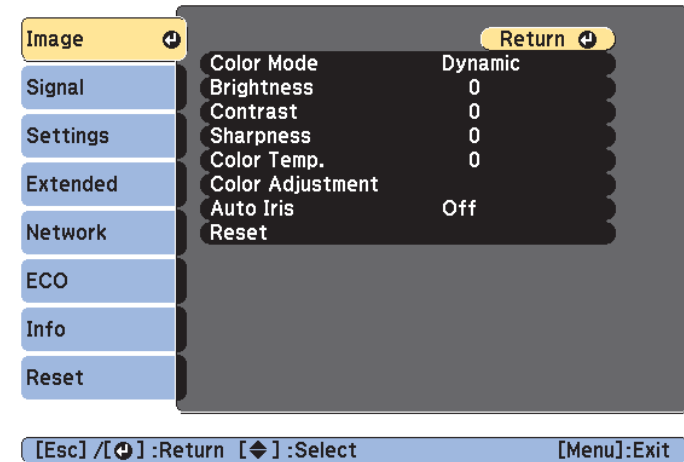 Image
Signal
Settings
Extended
Network
ECO
Info
Reset
Return
Color Mode Dynamic
Brightness 0
Contrast 0
Sharpness 0
Color Temp. 0
Color Adjustment
Auto Iris Off
Reset
[Esc] /[ ] :Return [ ] :Select [Menu]:Exit